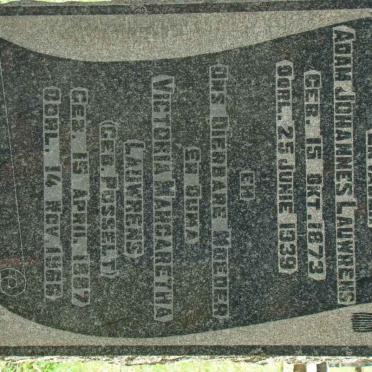 ADAM JOHANNES LAUWRENS
GEB. 15 OKT 1873
OORL. 25 JUNIE 1939
EN
ONS DIERBARE MOEDER
E OUMA
VICTORIA MARGARETHA
LAUWRENS
(GEB. POSSELT)
GEB. 15 APRIL 1887
OORL. 14 NOV 1966